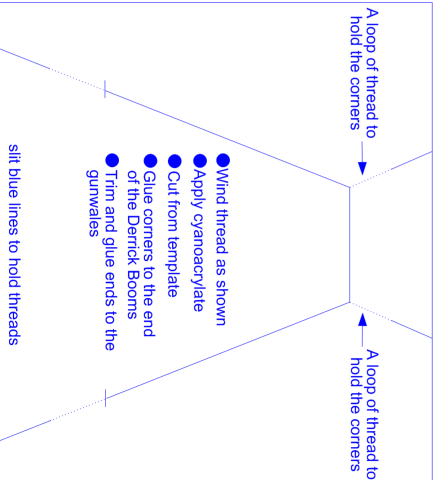 A loop of thread to
hold the corners
A loop of thread to
hold the corners
● Wind thread as shown
● Apply cyanoacrylate
● Cut from template
● Glue corners to the end
of the Derrick Booms
● Trim and glue ends to the
gunwales
slit blue lines to hold threads